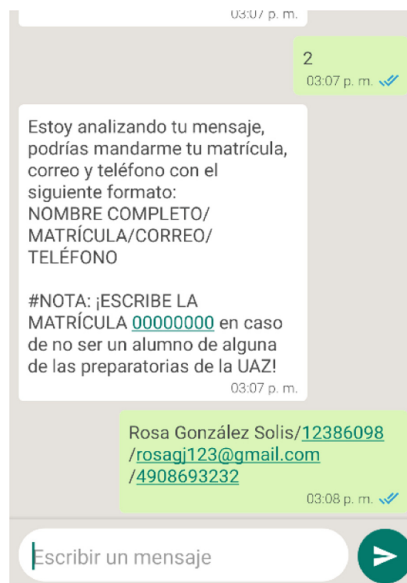 03:07 p. m.
2
03:07 p. m.
Estoy analizando tu mensaje,
podrías mandarme tu matrícula,
correo y teléfono con el
siguiente formato:
NOMBRE COMPLETO/
MATRÍCULA/CORREO/
TELÉFONO
#NOTA: ¡ESCRIBE LA
MATRÍCULA 00000000 en caso
de no ser un alumno de alguna
de las preparatorias de la UAZ!
03:07 p. m.
Rosa González Solis/12386098
/rosagj123@gmail.com
/4908693232
03:08 p. m.
Escribir un mensaje